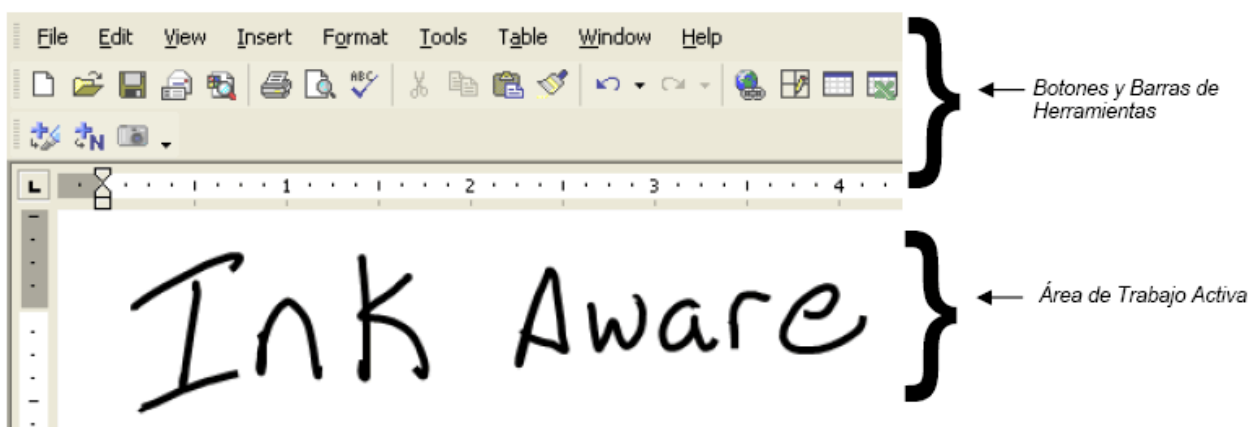 File Edit View Insert Format Tools Table Window Help
ABC
Botones y Barras de
Herramientas
N
L 1 2 3 4
Ink Aware
Área de Trabajo Activa